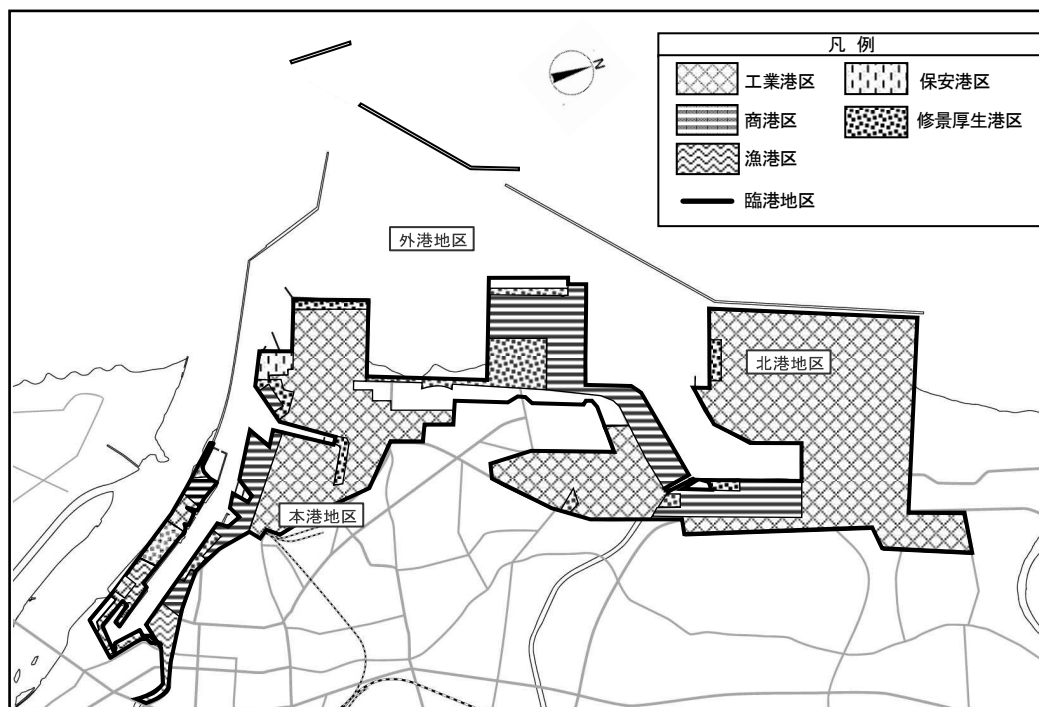 凡 例
工業港区
保安港区
商港区
修景厚生港区
漁港区
臨港地区
N
外港地区
北港地区
本港地区